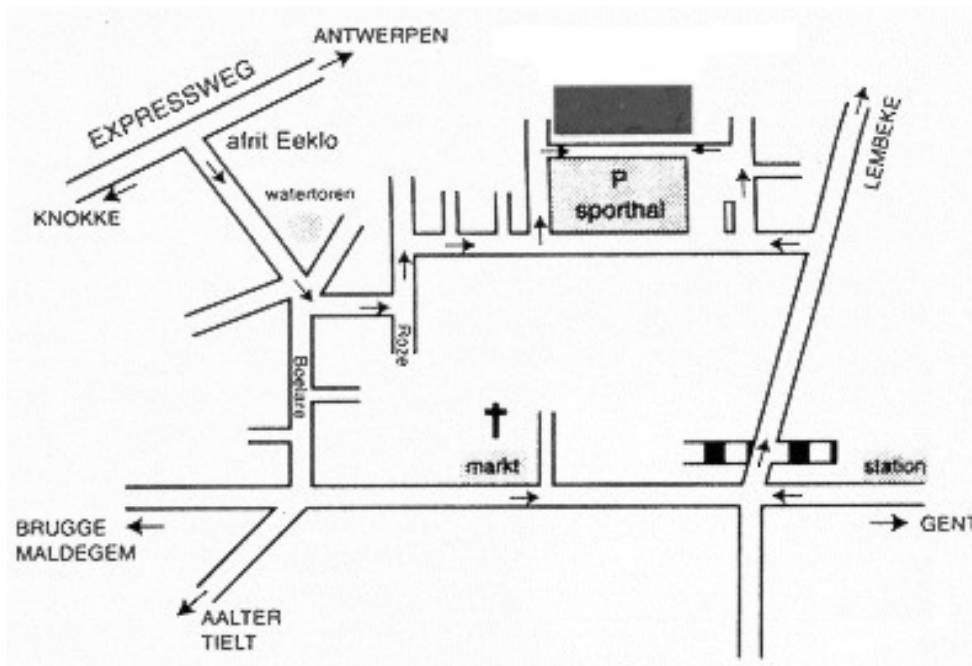 ANTWERPEN
EXPRESSWEG
afrit Eeklo
KNOKKE
watertoren
LEMBEKE
P
sporthal
Roze
Boelare
markt
station
BRUGGE
MALDEGEM
GENT
AALTER
TIELT